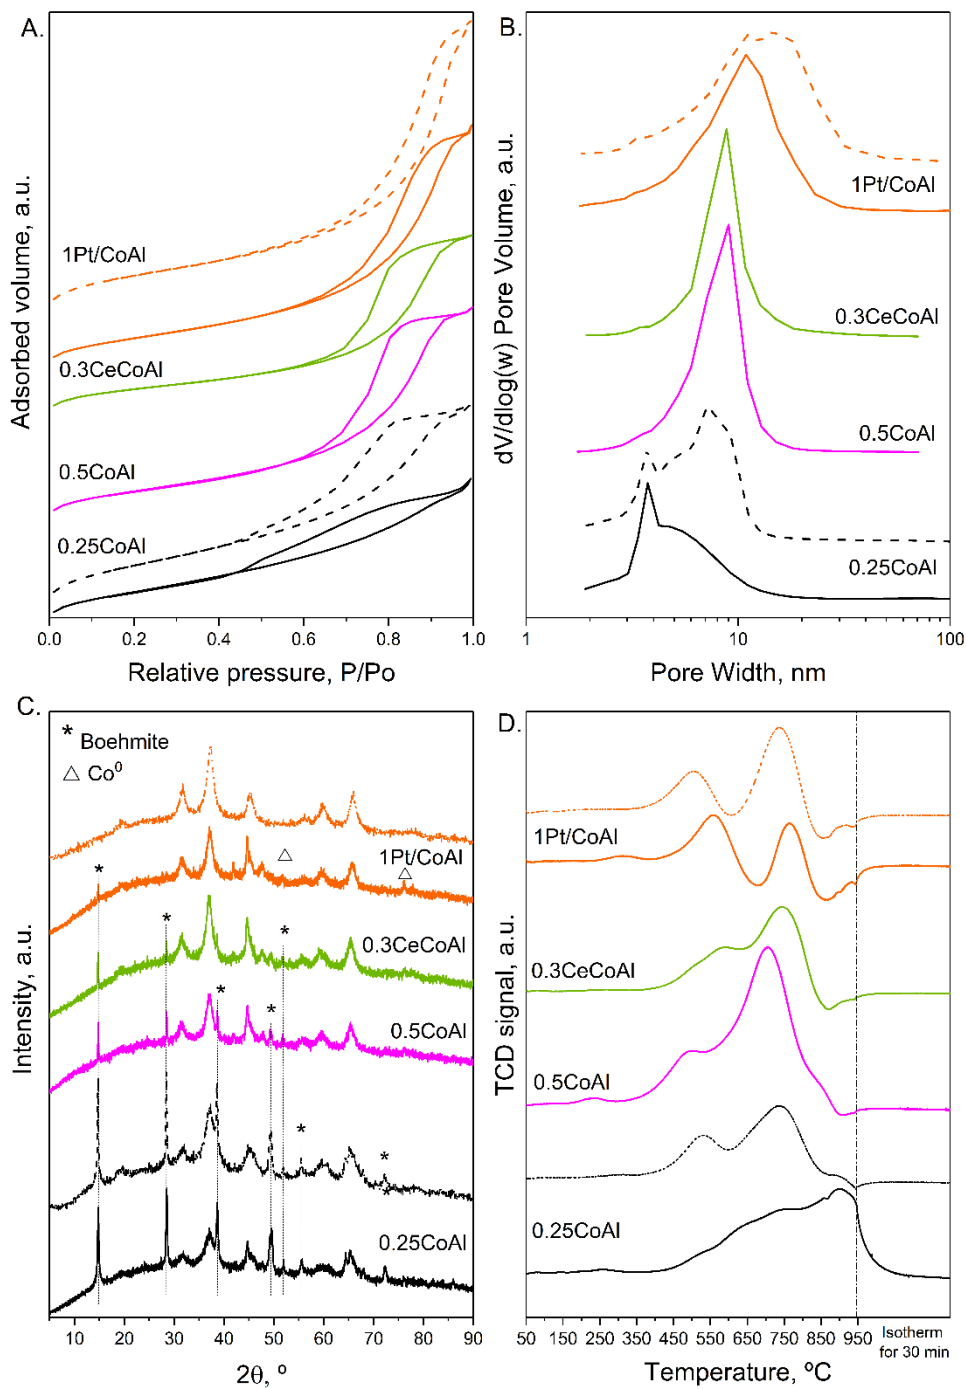 A.
Adsorbed volume, a.u.
1Pt/CoAl
0.3CeCoAl
0.5CoAl
0.25CoAl
0.0 0.2 0.4 0.6 0.8 1.0
Relative pressure, P/Po
B.
dV/dlog(w) Pore Volume, a.u.
1Pt/CoAl
0.3CeCoAl
0.5CoAl
0.25CoAl
1 10 100
Pore Width, nm
C.
* Boehmite
△ Co⁰
Intensity, a.u.
1Pt/CoAl
△
△
*
*
0.3CeCoAl
*
*
0.5CoAl
*
*
*
0.25CoAl
10 20 30 40 50 60 70 80 90
2θ, º
D.
TCD signal, a.u.
1Pt/CoAl
0.3CeCoAl
0.5CoAl
0.25CoAl
50 150 250 350 450 550 650 750 850 950
Isotherm
for 30 min
Temperature, ºC